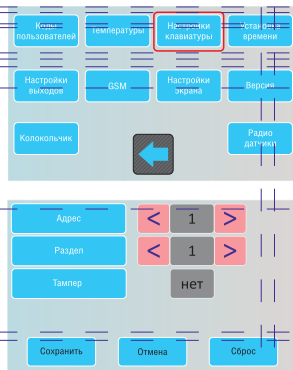 Коды
пользователей
Температуры
Настройки
клавиатуры
Установка
времени
Настройки
выходов
GSM
Настройки
экрана
Версия
Колокольчик
Радио
датчики
Адрес
< 1 >
Раздел
< 1 >
Тампер
нет
Сохранить
Отмена
Сброс